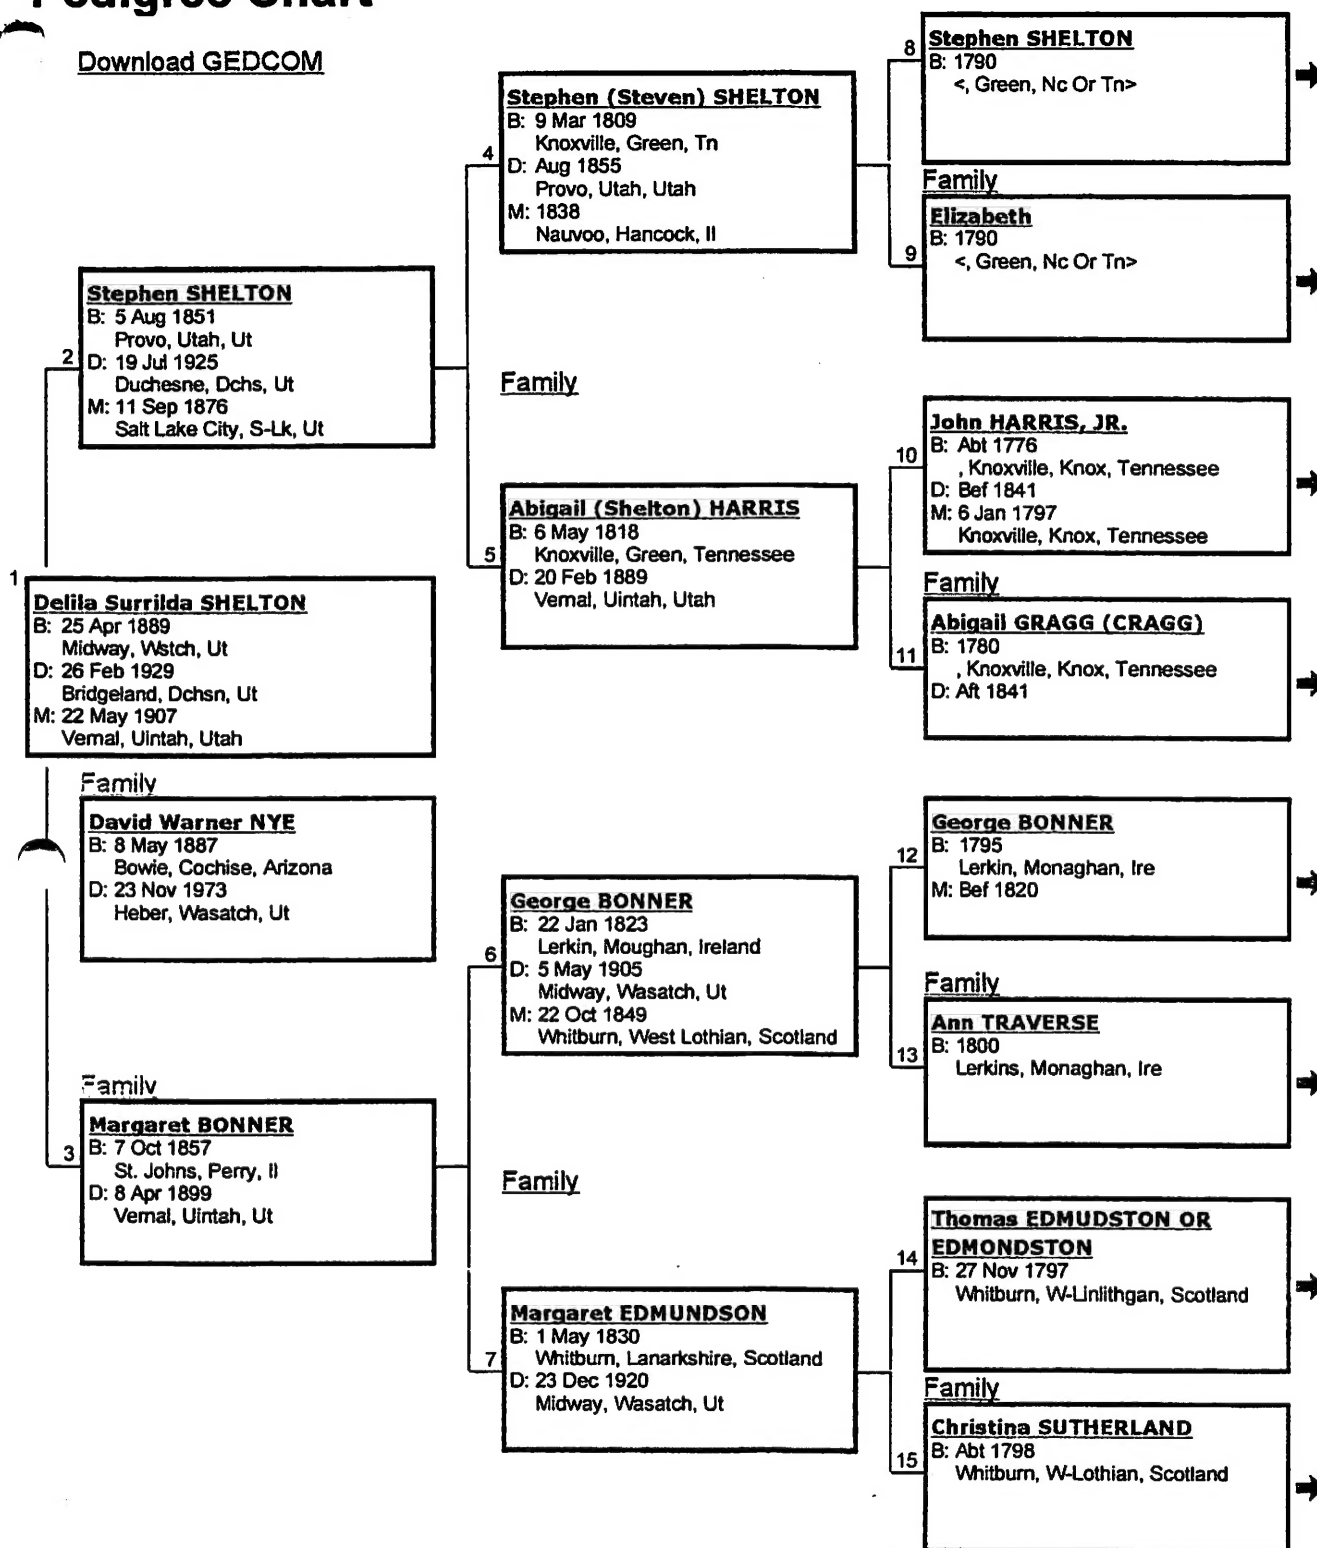 Pedigree Chart
Download GEDCOM
8
Stephen SHELTON
B: 1790
<, Green, Nc Or Tn>
Family
9
Elizabeth
B: 1790
<, Green, Nc Or Tn>
4
Stephen (Steven) SHELTON
B: 9 Mar 1809
Knoxville, Green, Tn
D: Aug 1855
Provo, Utah, Utah
M: 1838
Nauvoo, Hancock, Il
2
Stephen SHELTON
B: 5 Aug 1851
Provo, Utah, Ut
D: 19 Jul 1925
Duchesne, Dchs, Ut
M: 11 Sep 1876
Salt Lake City, S-Lk, Ut
Family
10
John HARRIS, JR.
B: Abt 1776
, Knoxville, Knox, Tennessee
D: Bef 1841
M: 6 Jan 1797
Knoxville, Knox, Tennessee
5
Abigail (Shelton) HARRIS
B: 6 May 1818
Knoxville, Green, Tennessee
D: 20 Feb 1889
Vernal, Uintah, Utah
Family
11
Abigail GRAGG (CRAGG)
B: 1780
, Knoxville, Knox, Tennessee
D: Aft 1841
1
Delila Surrilda SHELTON
B: 25 Apr 1889
Midway, Wstch, Ut
D: 26 Feb 1929
Bridgeland, Dchsn, Ut
M: 22 May 1907
Vernal, Uintah, Utah
Family
David Warner NYE
B: 8 May 1887
Bowie, Cochise, Arizona
D: 23 Nov 1973
Heber, Wasatch, Ut
12
George BONNER
B: 1795
Lerkin, Monaghan, Ire
M: Bef 1820
6
George BONNER
B: 22 Jan 1823
Lerkin, Moughan, Ireland
D: 5 May 1905
Midway, Wasatch, Ut
M: 22 Oct 1849
Whitburn, West Lothian, Scotland
Family
13
Ann TRAVERSE
B: 1800
Lerkins, Monaghan, Ire
Family
3
Margaret BONNER
B: 7 Oct 1857
St. Johns, Perry, Il
D: 8 Apr 1899
Vernal, Uintah, Ut
Family
14
Thomas EDMUDSTON OR
EDMONDSTON
B: 27 Nov 1797
Whitburn, W-Linlithgan, Scotland
7
Margaret EDMUNDSON
B: 1 May 1830
Whitburn, Lanarkshire, Scotland
D: 23 Dec 1920
Midway, Wasatch, Ut
Family
15
Christina SUTHERLAND
B: Abt 1798
Whitburn, W-Lothian, Scotland